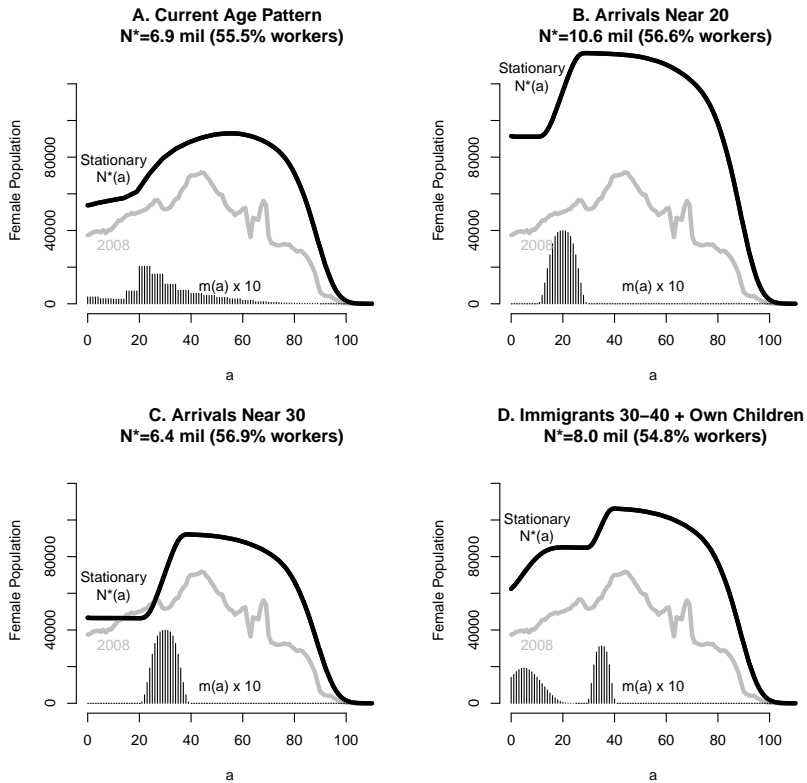 A. Current Age Pattern
N*=6.9 mil (55.5% workers)
Female Population
0
40000
80000
Stationary
N*(a)
2008
m(a) x 10
0
20
40
60
80
100
a
B. Arrivals Near 20
N*=10.6 mil (56.6% workers)
Female Population
0
40000
80000
Stationary
N*(a)
2008
m(a) x 10
0
20
40
60
80
100
a
C. Arrivals Near 30
N*=6.4 mil (56.9% workers)
Female Population
0
40000
80000
Stationary
N*(a)
2008
m(a) x 10
0
20
40
60
80
100
a
D. Immigrants 30−40 + Own Children
N*=8.0 mil (54.8% workers)
Female Population
0
40000
80000
Stationary
N*(a)
2008
m(a) x 10
0
20
40
60
80
100
a